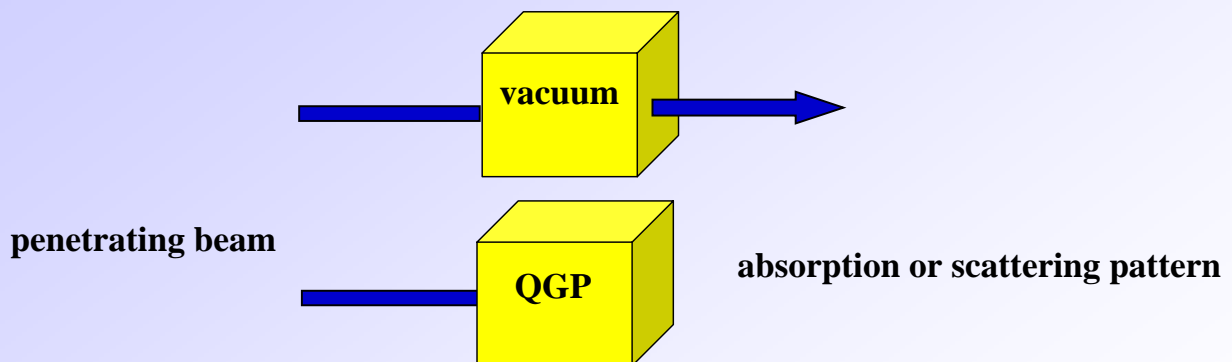 vacuum
penetrating beam
absorption or scattering pattern
QGP